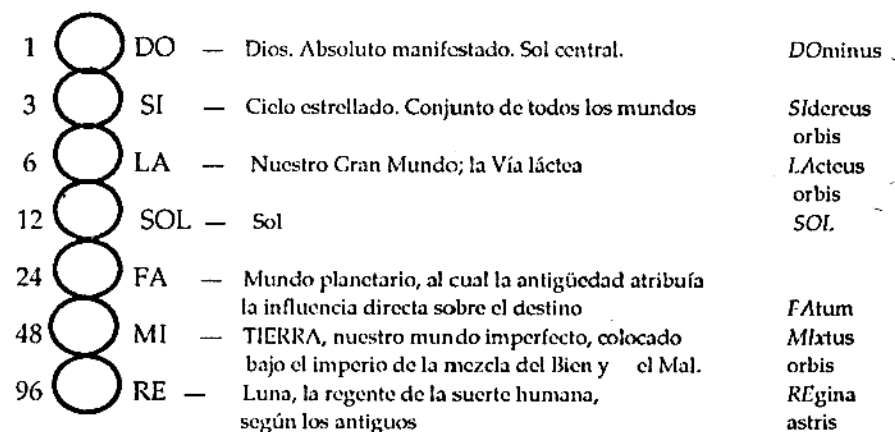 1 DO — Dios. Absoluto manifestado. Sol central. DOminus
3 SI — Cielo estrellado. Conjunto de todos los mundos SIdereus
orbis
6 LA — Nuestro Gran Mundo; la Vía láctea LActeus
orbis
12 SOL — Sol SOL
24 FA — Mundo planetario, al cual la antigüedad atribuía
la influencia directa sobre el destino FAtum
48 MI — TIERRA, nuestro mundo imperfecto, colocado MIxtus
bajo el imperio de la mezcla del Bien y el Mal. orbis
96 RE — Luna, la regente de la suerte humana, REgina
según los antiguos astris